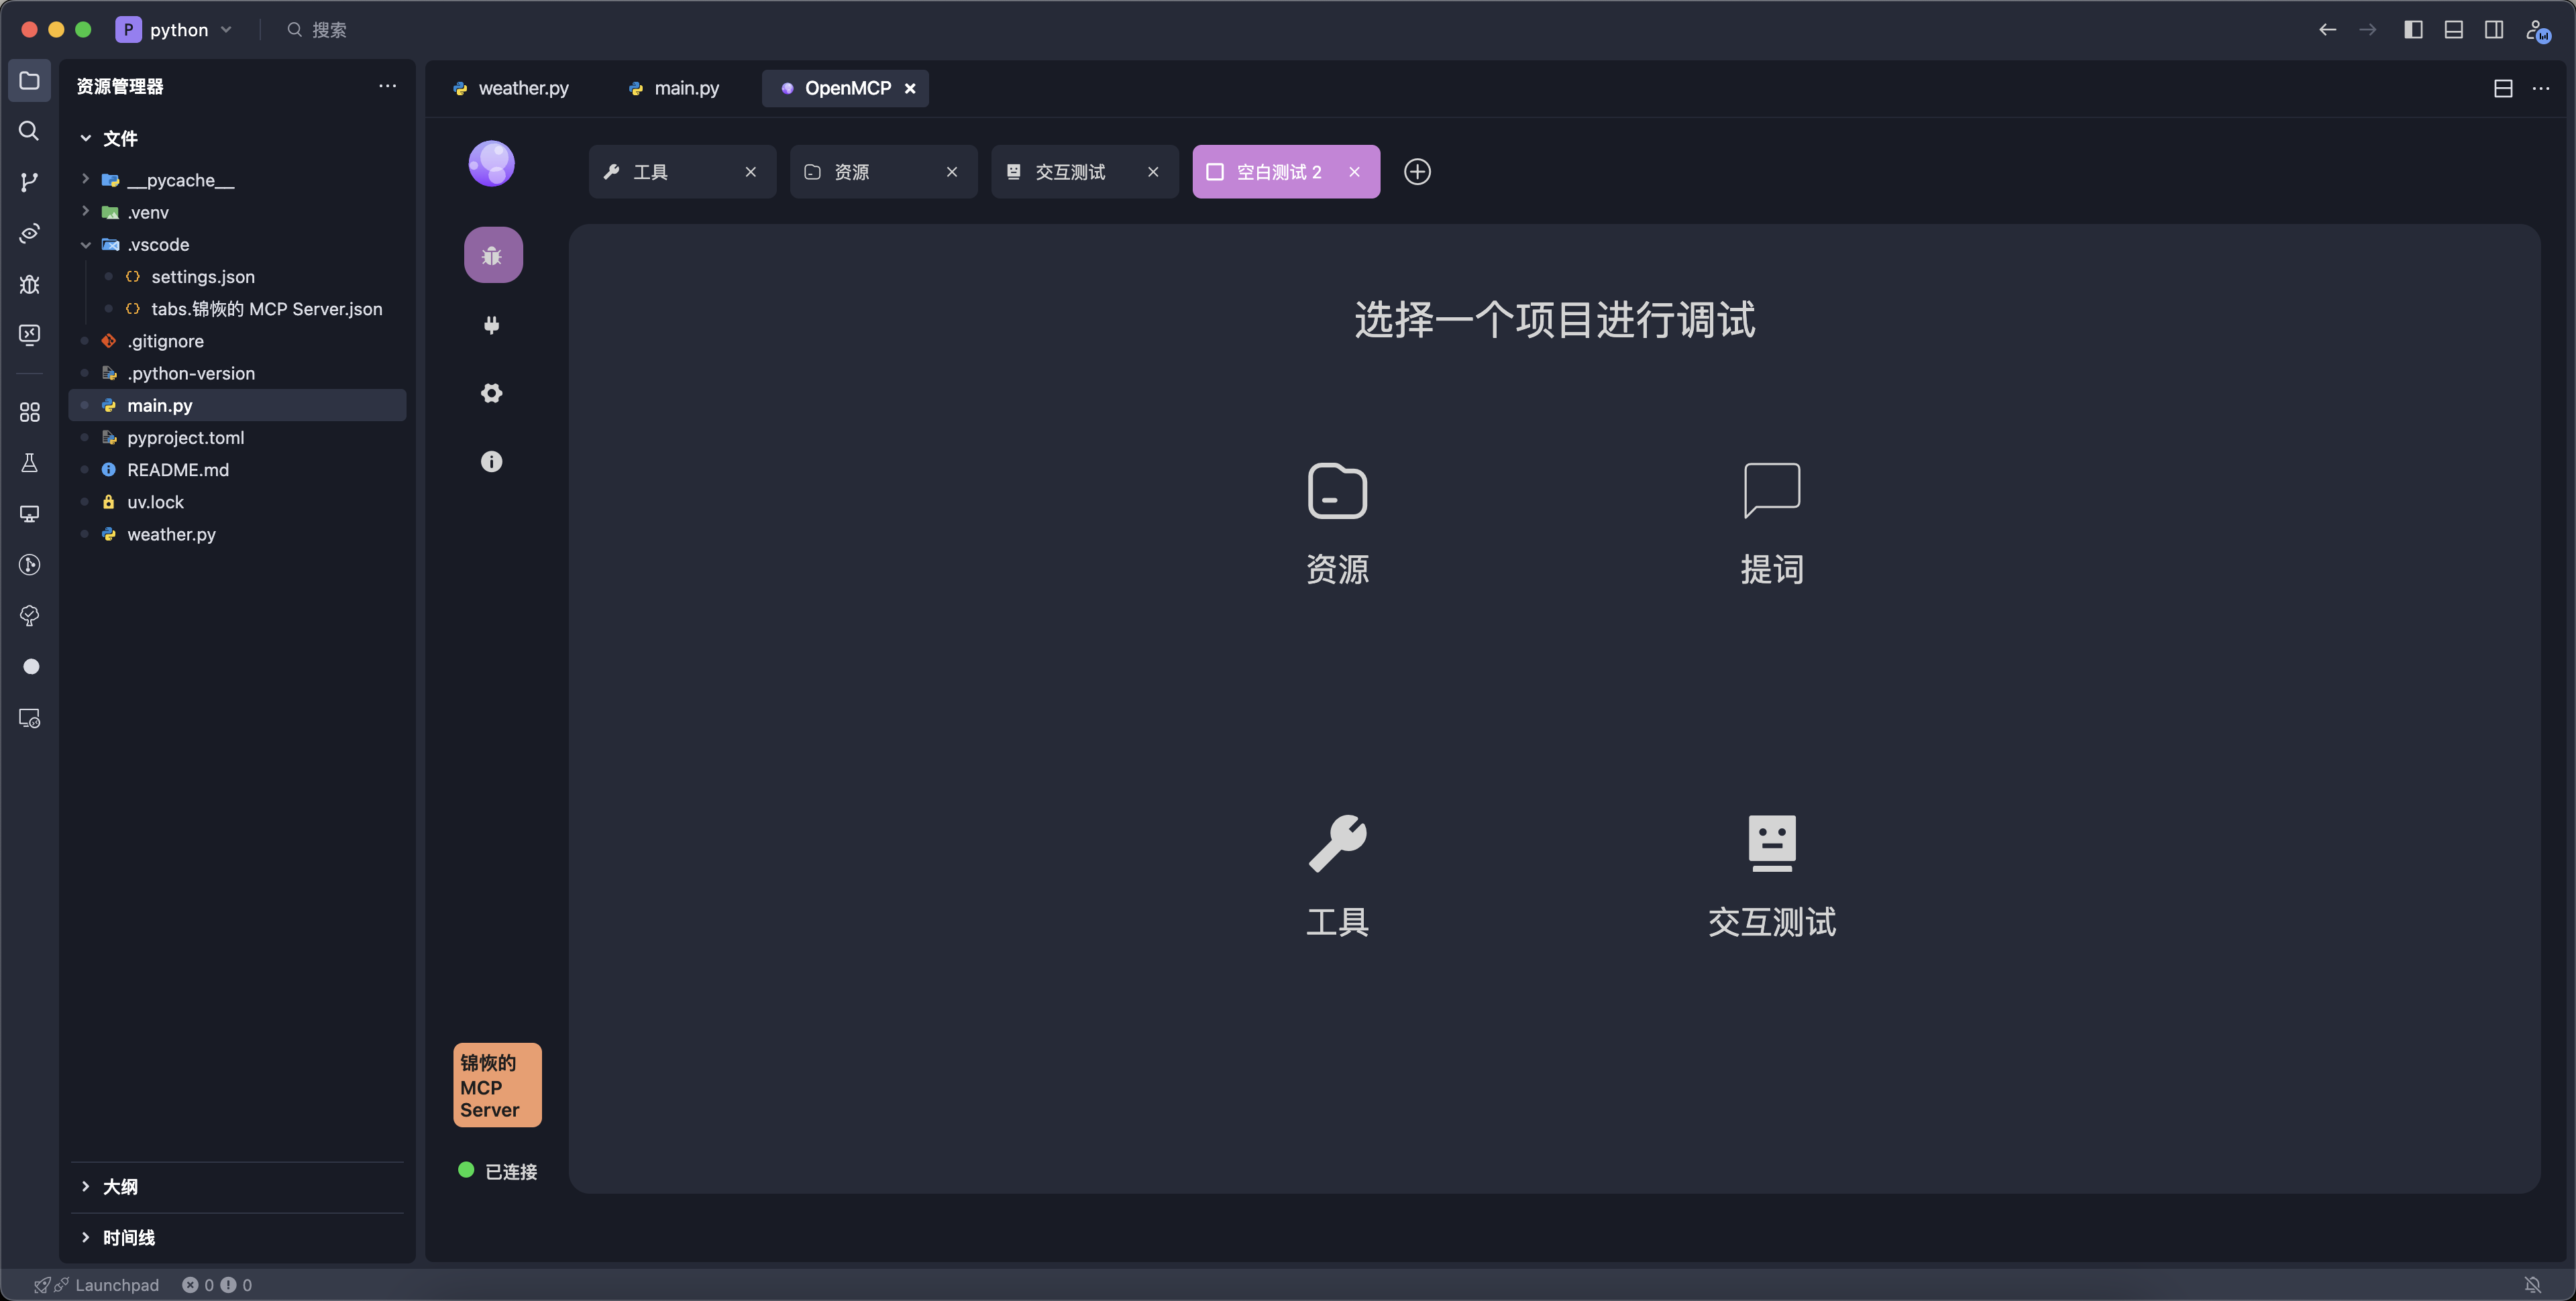 P python
搜索
资源管理器
文件
__pycache__
.venv
.vscode
settings.json
tabs.锦恢的 MCP Server.json
.gitignore
.python-version
main.py
pyproject.toml
README.md
uv.lock
weather.py
大纲
时间线
weather.py
main.py
OpenMCP
工具
资源
交互测试
空白测试 2
选择一个项目进行调试
资源
提词
工具
交互测试
锦恢的
MCP
Server
已连接
Launchpad
0
0